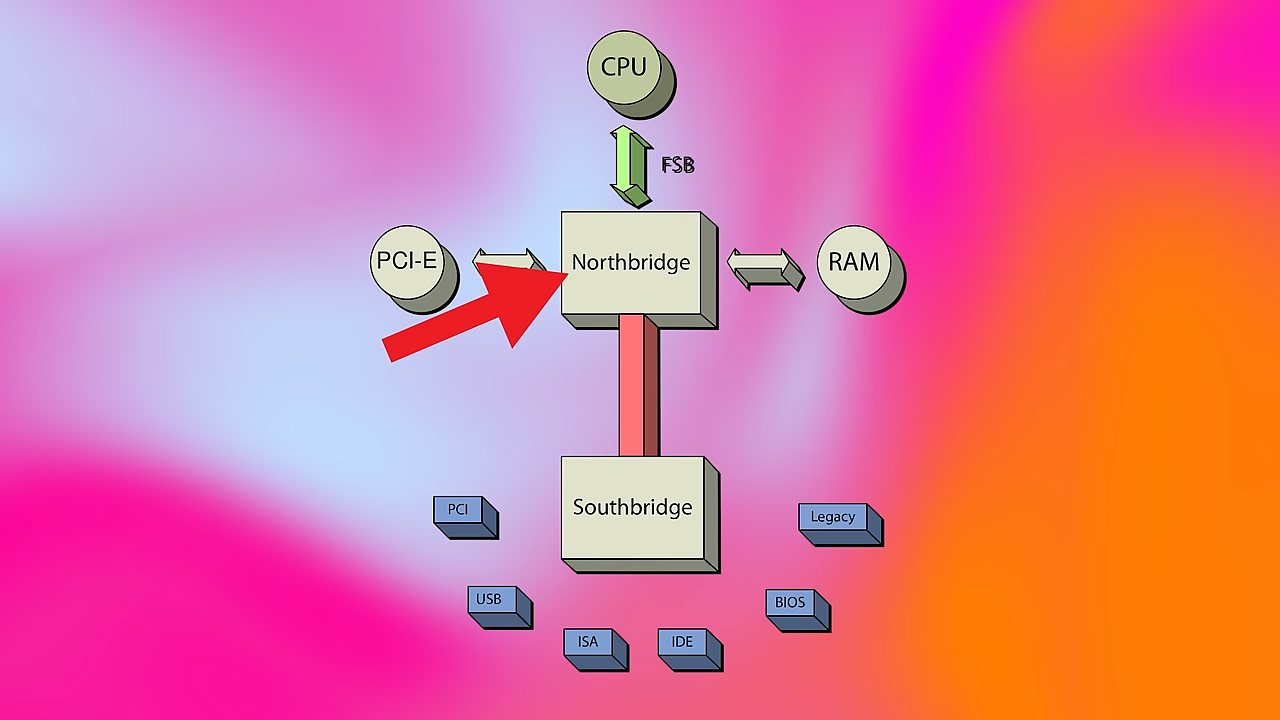 CPU
FSB
PCI-E
Northbridge
RAM
Southbridge
PCI
Legacy
USB
BIOS
ISA
IDE